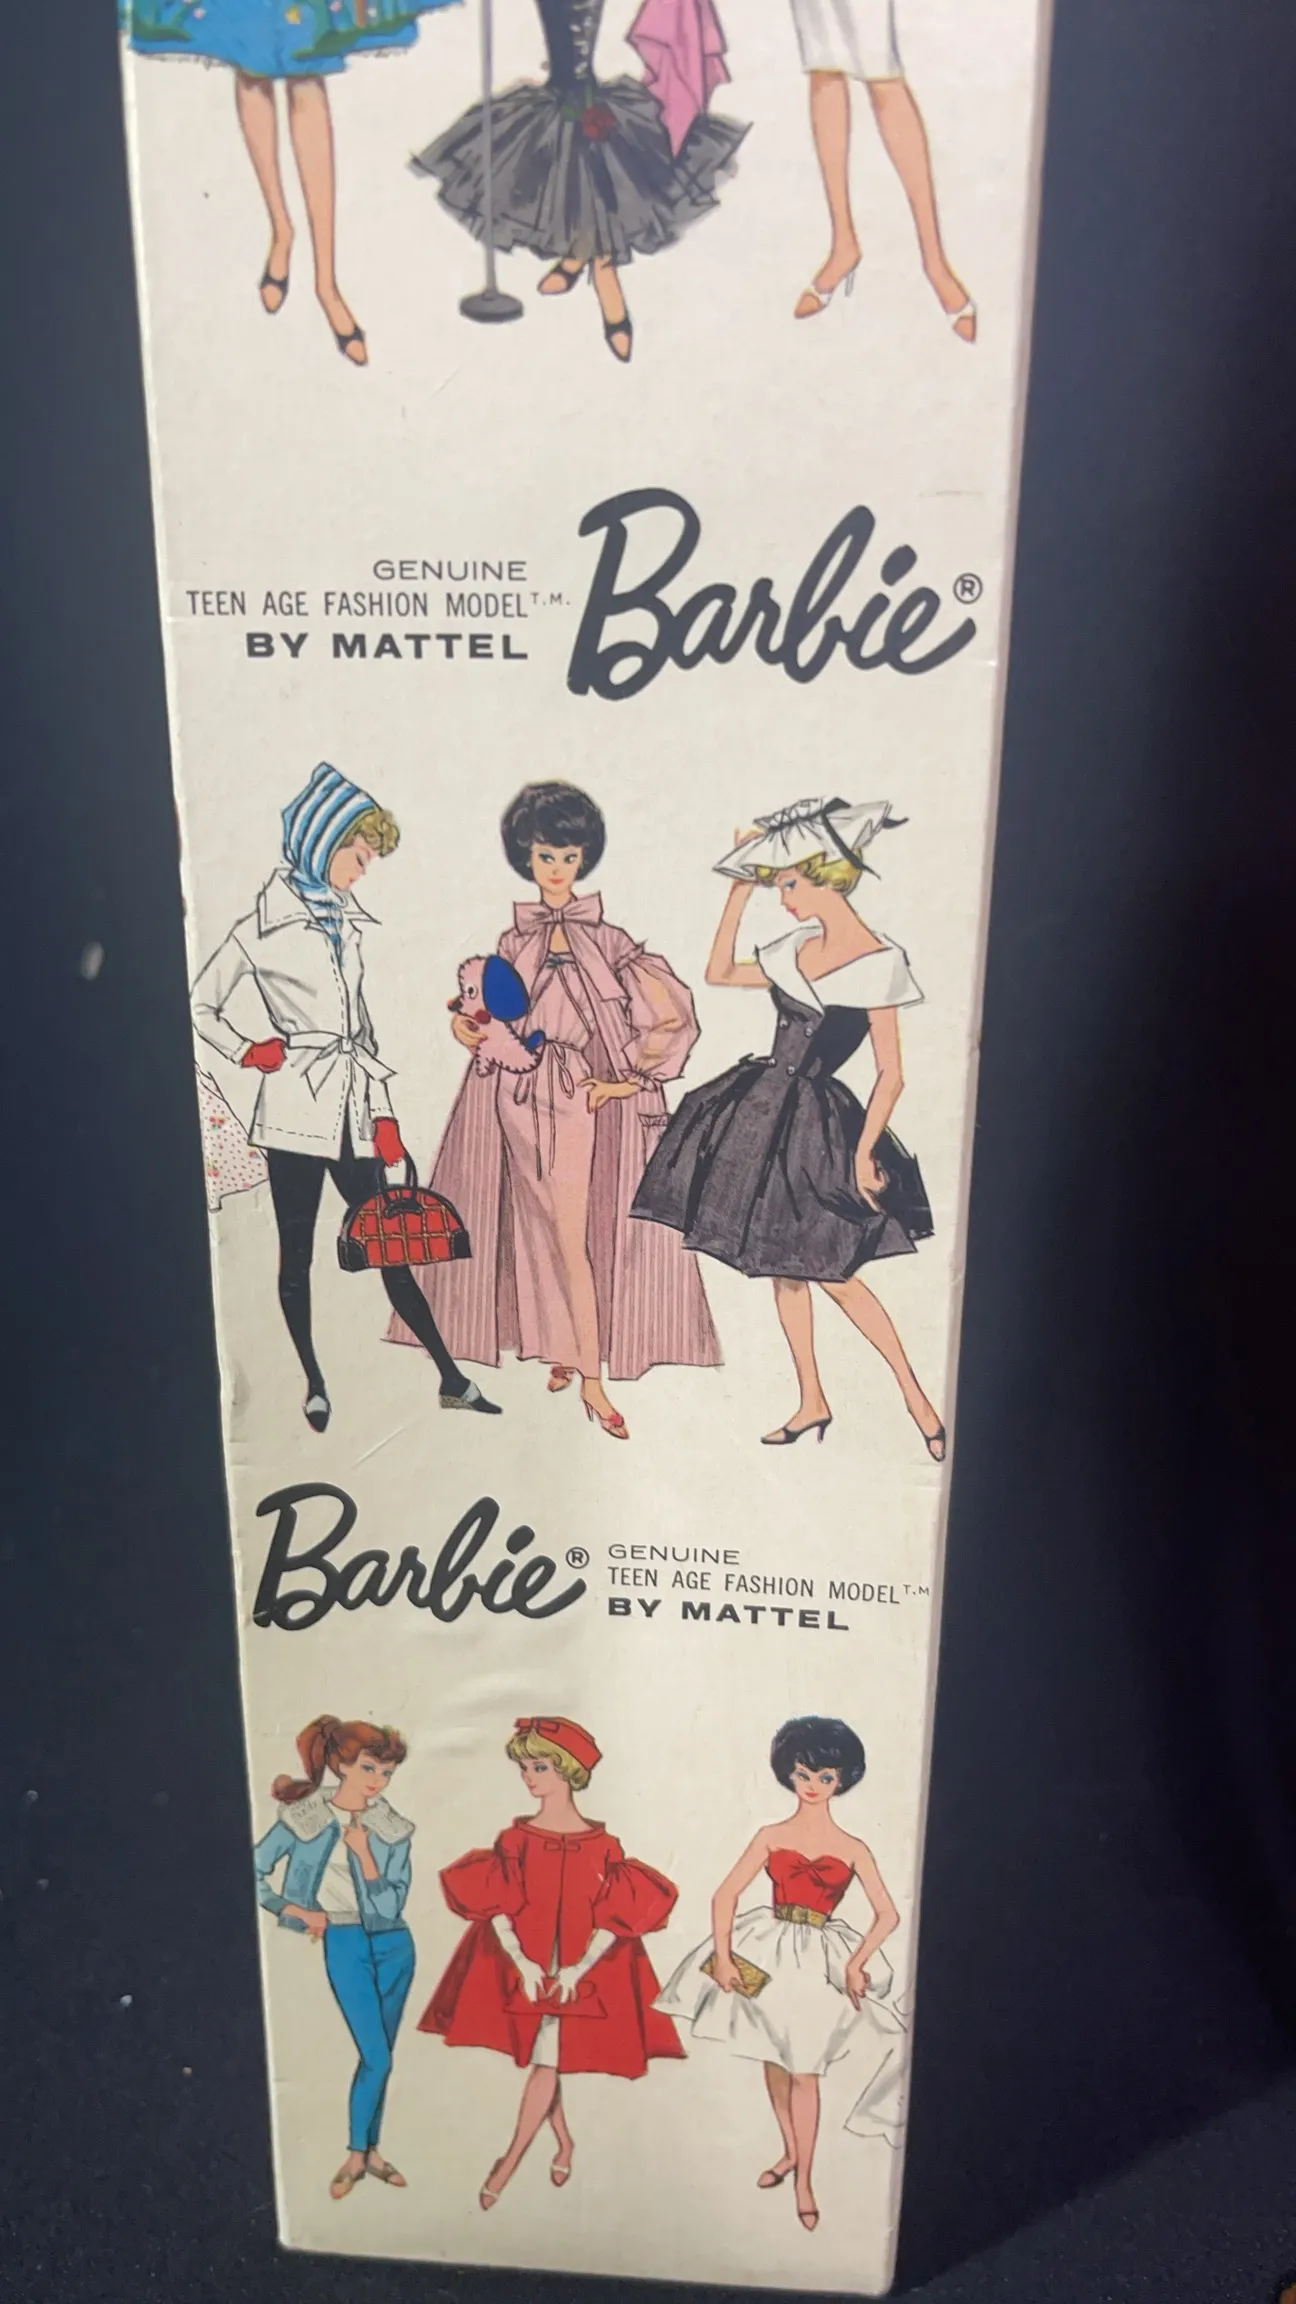 GENUINE
TEEN AGE FASHION MODEL T.M.
BY MATTEL
Barbie®
Barbie®
GENUINE
TEEN AGE FASHION MODEL T.M
BY MATTEL